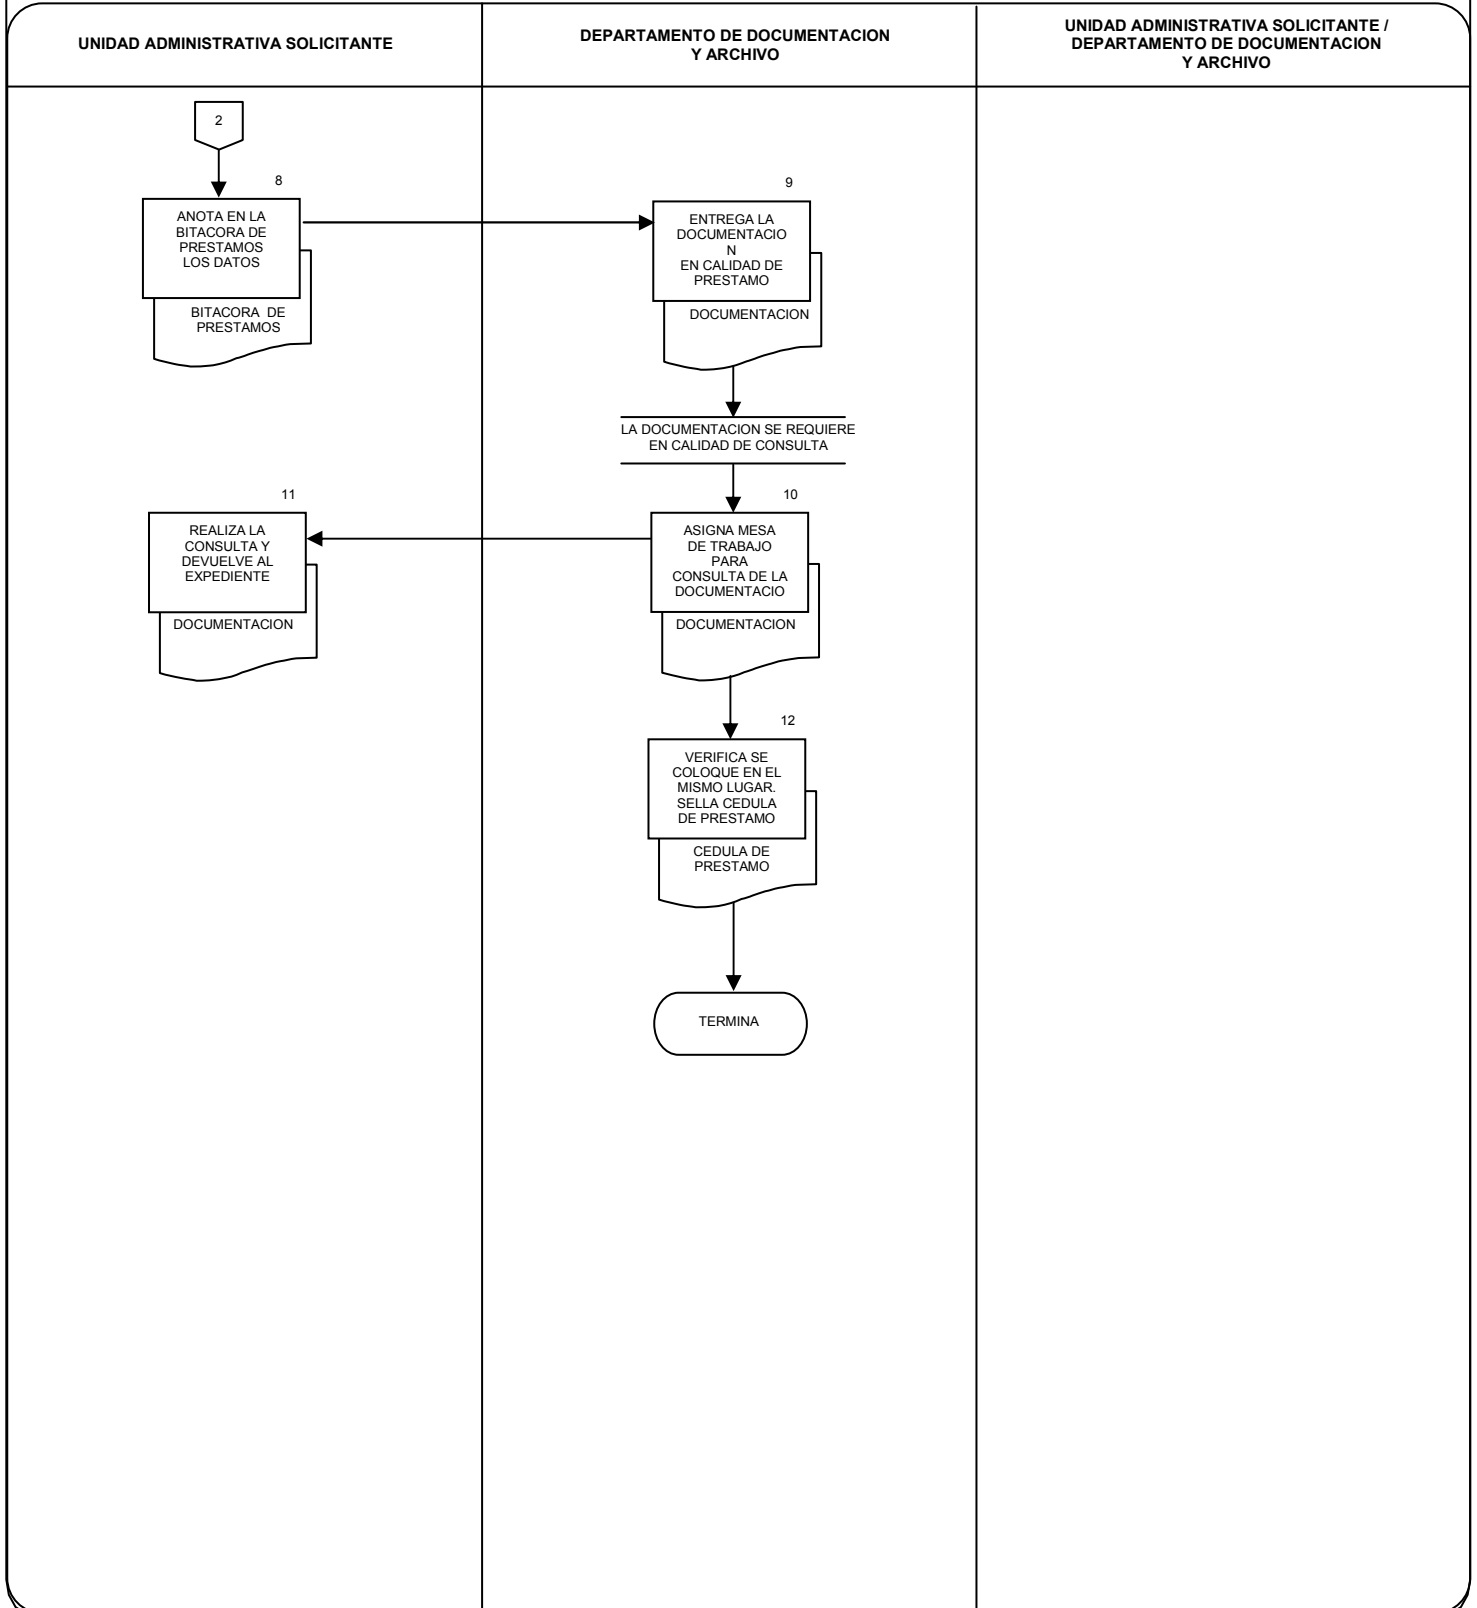 UNIDAD ADMINISTRATIVA SOLICITANTE
DEPARTAMENTO DE DOCUMENTACION
Y ARCHIVO
UNIDAD ADMINISTRATIVA SOLICITANTE /
DEPARTAMENTO DE DOCUMENTACION
Y ARCHIVO
2
8
ANOTA EN LA
BITACORA DE
PRESTAMOS
LOS DATOS
BITACORA DE
PRESTAMOS
9
ENTREGA LA
DOCUMENTACIO
N
EN CALIDAD DE
PRESTAMO
DOCUMENTACION
LA DOCUMENTACION SE REQUIERE
EN CALIDAD DE CONSULTA
10
ASIGNA MESA
DE TRABAJO
PARA
CONSULTA DE LA
DOCUMENTACIO
DOCUMENTACION
11
REALIZA LA
CONSULTA Y
DEVUELVE AL
EXPEDIENTE
DOCUMENTACION
12
VERIFICA SE
COLOQUE EN EL
MISMO LUGAR.
SELLA CEDULA
DE PRESTAMO
CEDULA DE
PRESTAMO
TERMINA